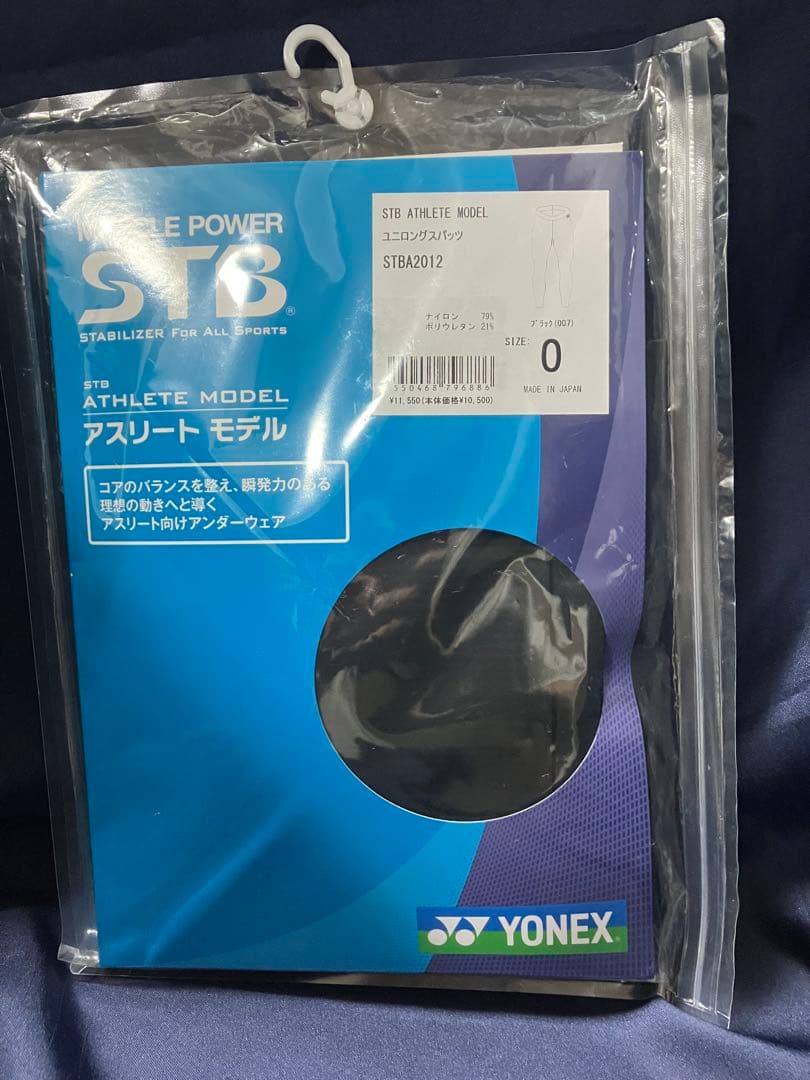 POWER
STB®
STABILIZER FOR ALL SPORTS
STB
ATHLETE MODEL
アスリート モデル
コアのバランスを整え、瞬発力のある
理想の動きへと導く
アスリート向けアンダーウェア
STB ATHLETE MODEL
ユニロングスパッツ
STBA2012
ナイロン 79%
ポリウレタン 21%
ブラック(007)
SIZE: 0
550468 796886
¥11,550(本体価格¥10,500)
MADE IN JAPAN
YONEX®